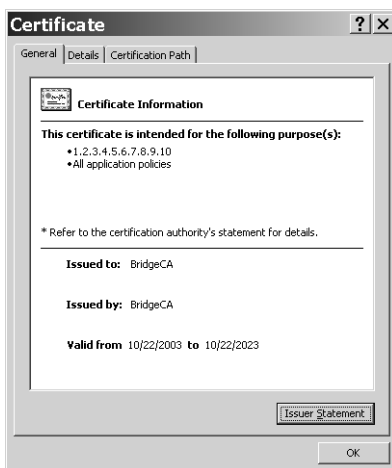 Certificate
? ×
General Details Certification Path
Certificate Information
This certificate is intended for the following purpose(s):
•1.2.3.4.5.6.7.8.9.10
•All application policies
* Refer to the certification authority's statement for details.
Issued to: BridgeCA
Issued by: BridgeCA
Valid from 10/22/2003 to 10/22/2023
Issuer Statement
OK